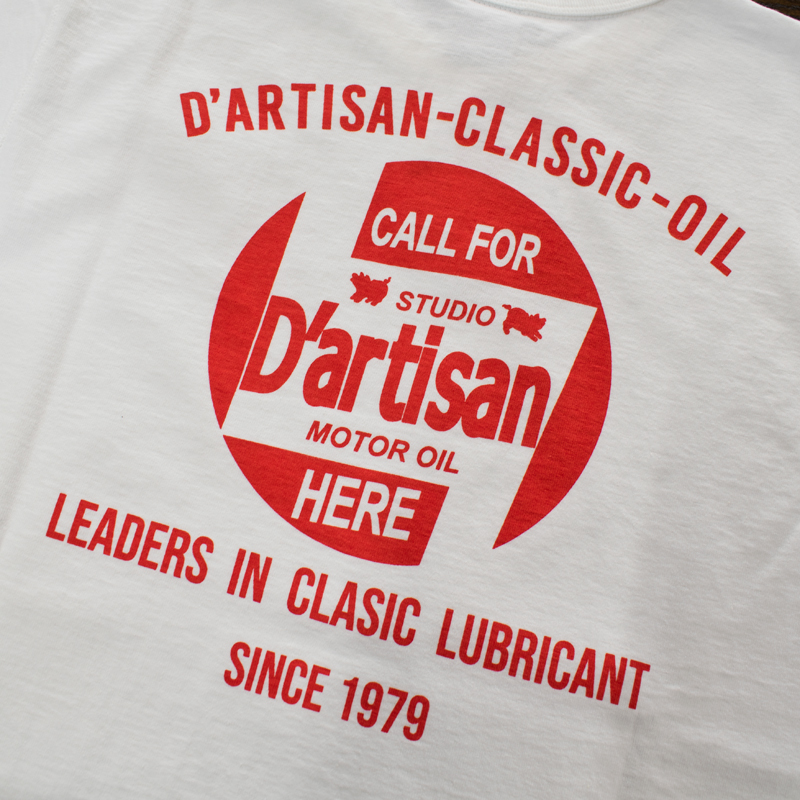 D'ARTISAN-CLASSIC-OIL
CALL FOR
STUDIO
D'artisan
MOTOR OIL
HERE
LEADERS IN CLASIC LUBRICANT
SINCE 1979